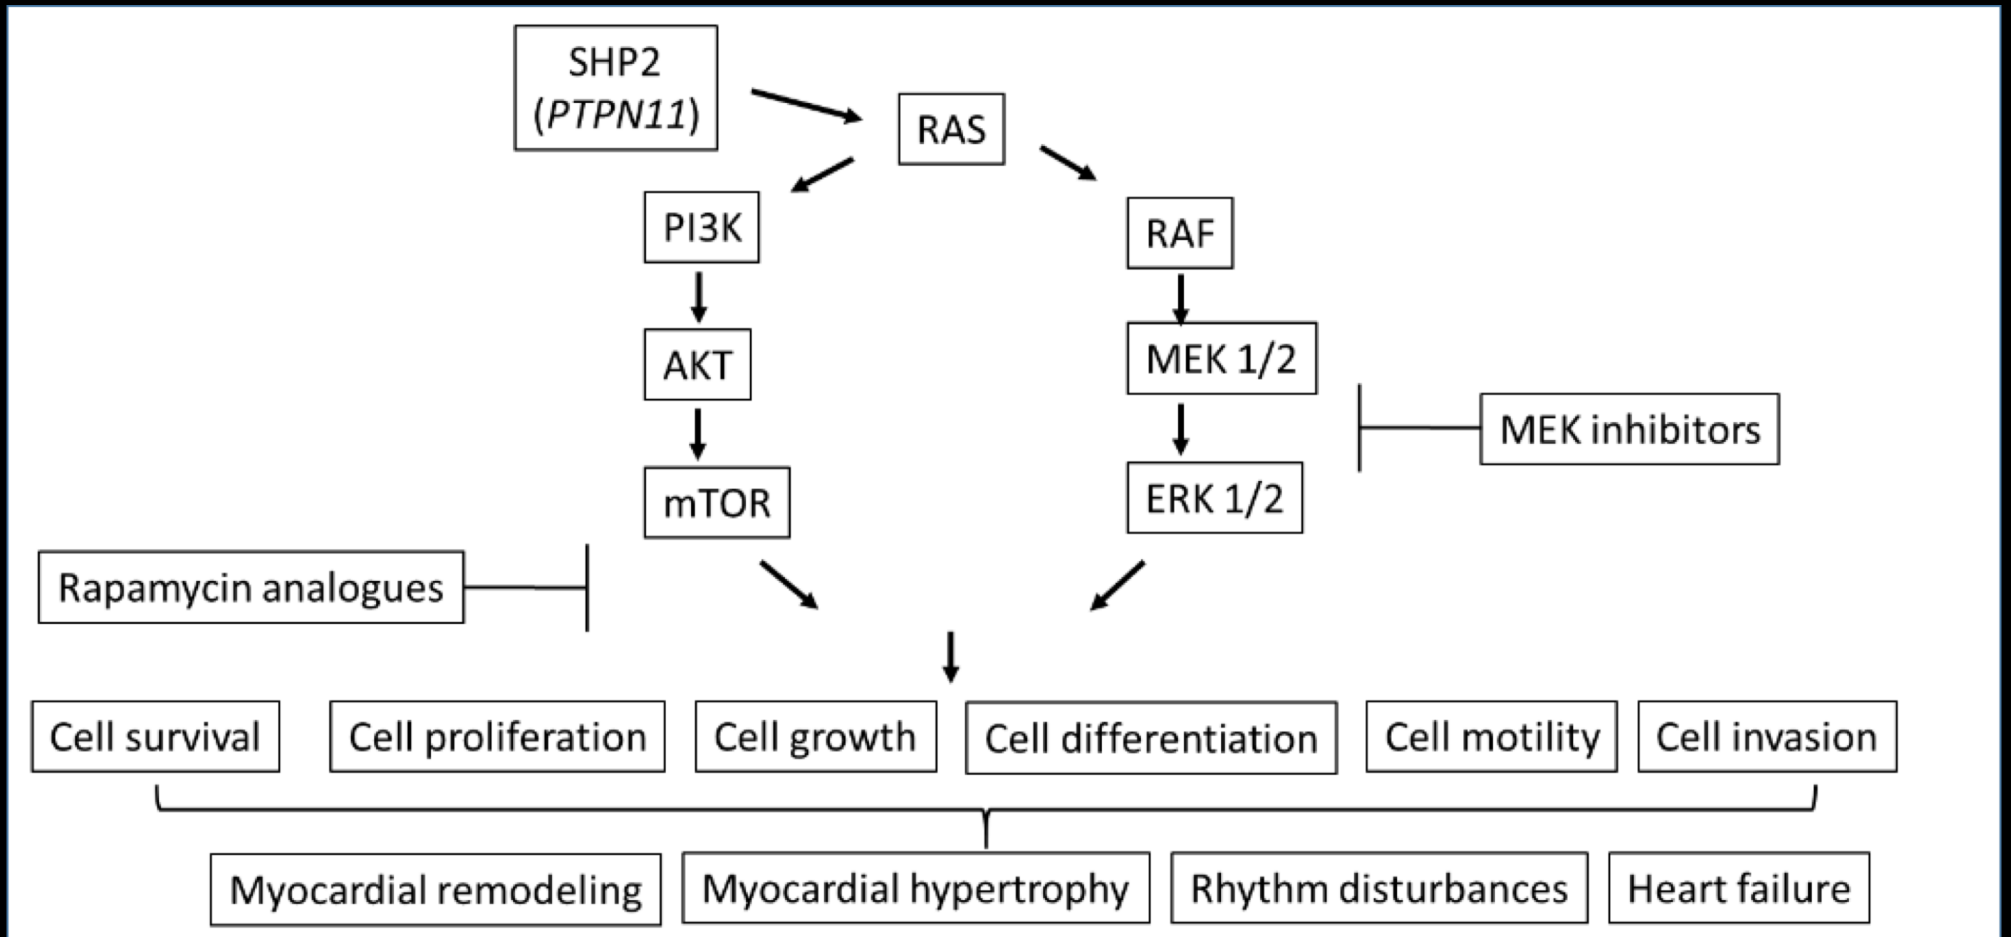 SHP2
(PTPN11)
RAS
PI3K
RAF
AKT
MEK 1/2
MEK inhibitors
mTOR
ERK 1/2
Rapamycin analogues
Cell survival
Cell proliferation
Cell growth
Cell differentiation
Cell motility
Cell invasion
Myocardial remodeling
Myocardial hypertrophy
Rhythm disturbances
Heart failure